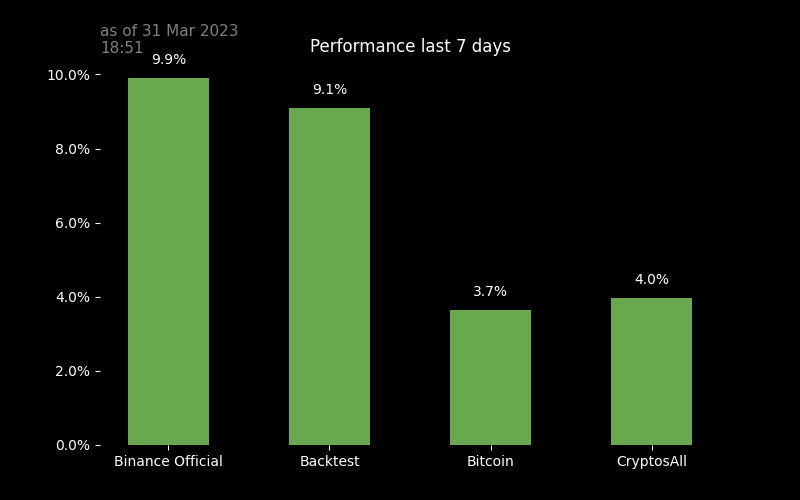 as of 31 Mar 2023
18:51
Performance last 7 days
9.9%
9.1%
3.7%
4.0%
10.0%
8.0%
6.0%
4.0%
2.0%
0.0%
Binance Official
Backtest
Bitcoin
CryptosAll